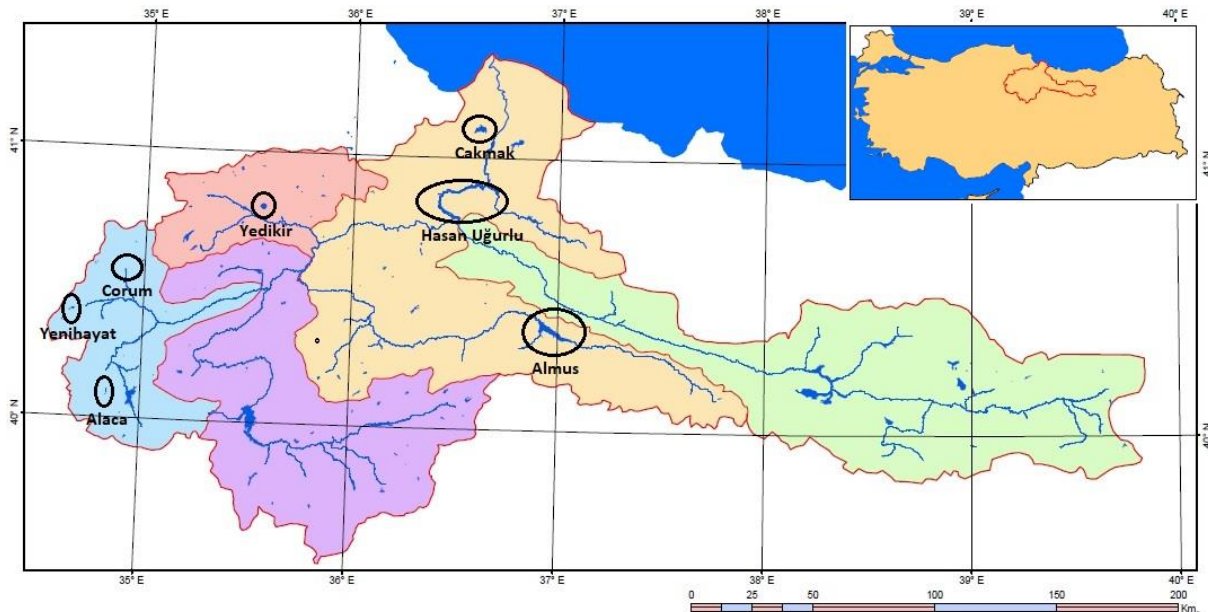 35° E 36° E 37° E 38° E 39° E 40° E
41° N
41° N
Cakmak
Yedikir
Hasan Uğurlu
Corum
Yenihayat
Almus
Alaca
40° N
40° N
35° E 36° E 37° E 38° E 39° E 40° E
0 25 50 100 150 200
Km.